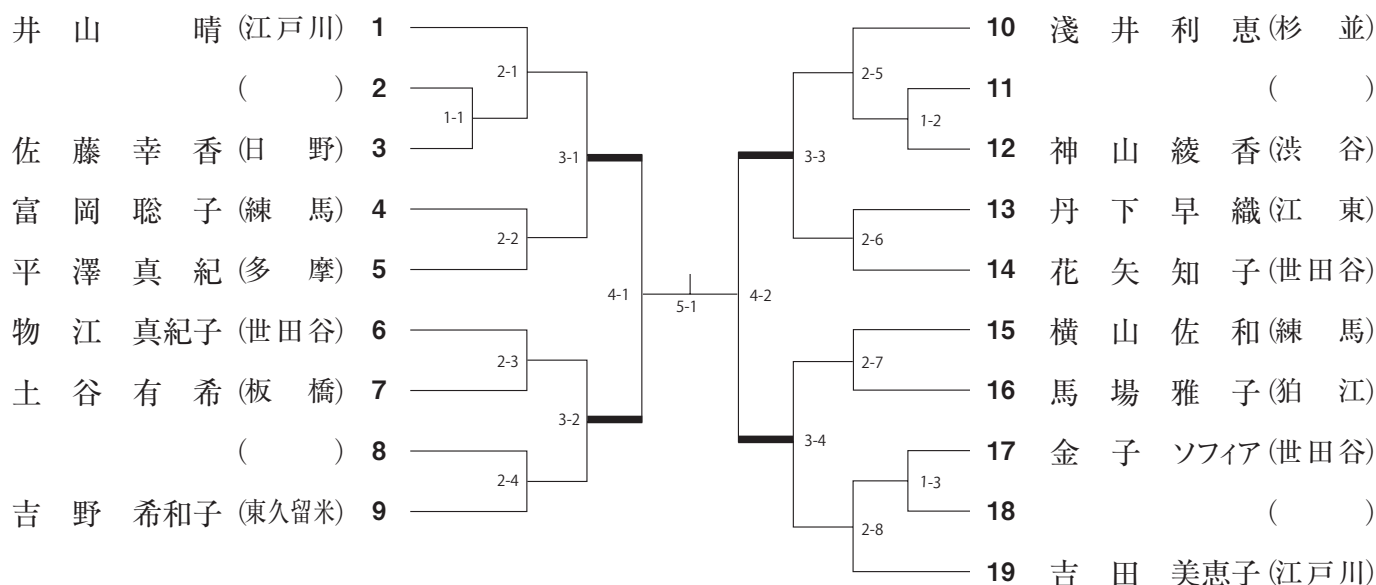 井山 晴 (江戸川) 1
( ) 2
佐藤幸香 (日野) 3
富岡聡子 (練馬) 4
平澤真紀 (多摩) 5
物江真紀子 (世田谷) 6
土谷有希 (板橋) 7
( ) 8
吉野希和子 (東久留米) 9
2-1
1-1
3-1
2-2
4-1
2-3
3-2
2-4
5-1
10 淺井利恵 (杉並)
11 ( )
12 神山綾香 (渋谷)
13 丹下早織 (江東)
14 花矢知子 (世田谷)
15 横山佐和 (練馬)
16 馬場雅子 (狛江)
17 金子ソフィア (世田谷)
18 ( )
19 吉田美恵子 (江戸川)
2-5
1-2
3-3
2-6
4-2
2-7
3-4
1-3
2-8